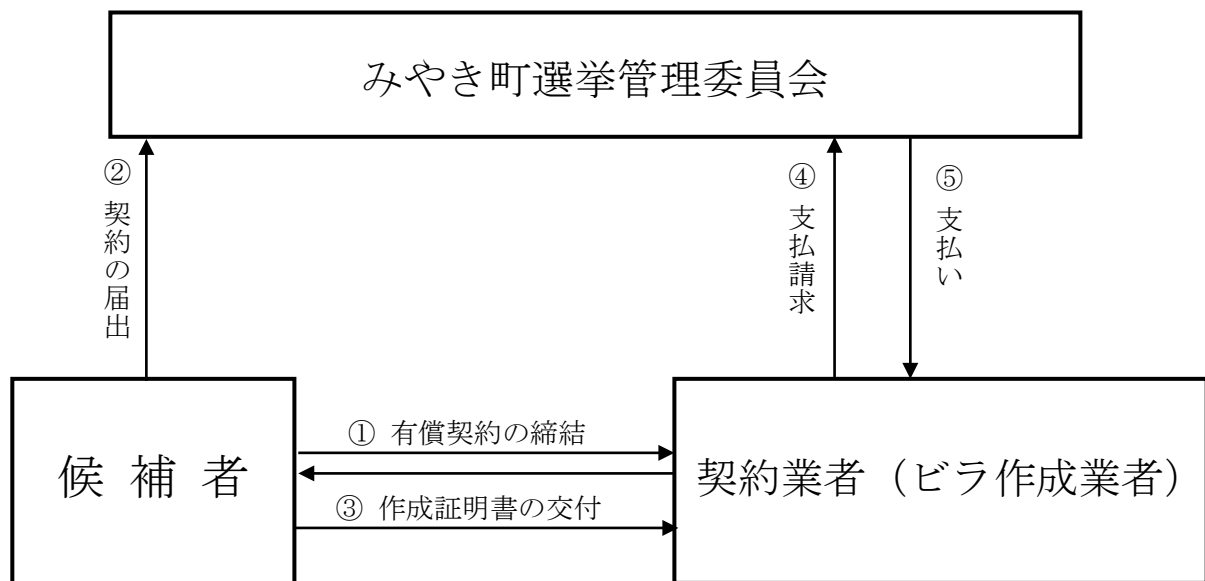 みやき町選挙管理委員会
② 契約の届出
④ 支払請求
⑤ 支払い
① 有償契約の締結
候 補 者
契約業者（ビラ作成業者）
③ 作成証明書の交付